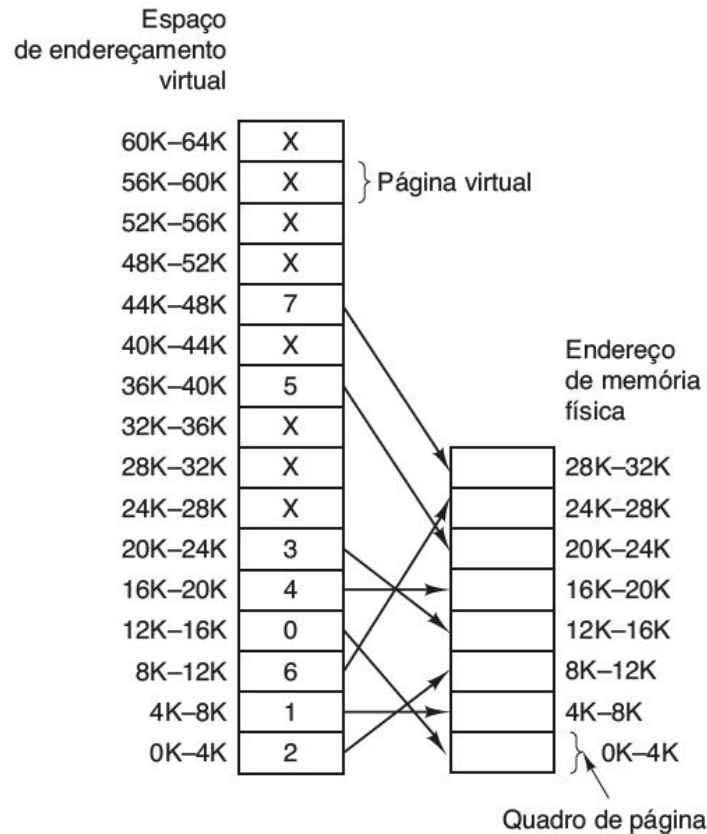 Espaço
de endereçamento
virtual
60K–64K X
56K–60K X Página virtual
52K–56K X
48K–52K X
44K–48K 7
40K–44K X
36K–40K 5
32K–36K X
28K–32K X
24K–28K X
20K–24K 3
16K–20K 4
12K–16K 0
8K–12K 6
4K–8K 1
0K–4K 2
Endereço
de memória
física
28K–32K
24K–28K
20K–24K
16K–20K
12K–16K
8K–12K
4K–8K
0K–4K
Quadro de página